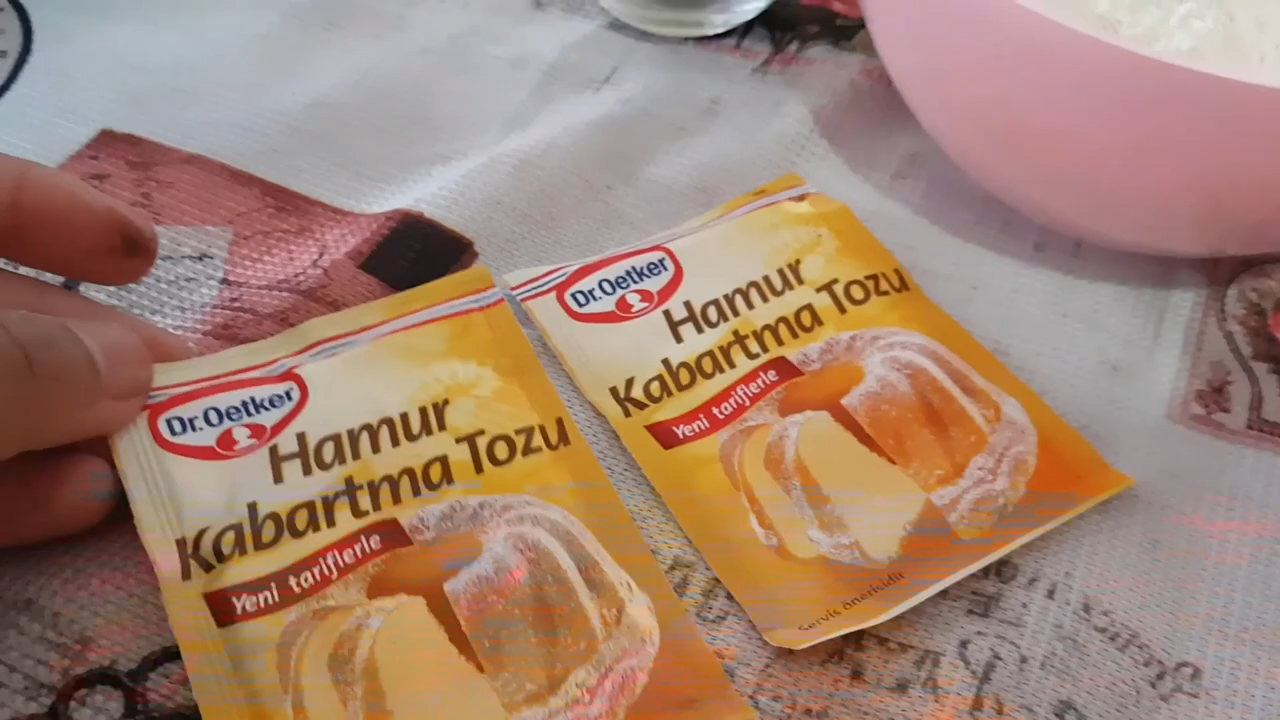 Dr.Oetker
Hamur
Kabartma Tozu
Yeni tariflerle
Dr.Oetker
Hamur
Kabartma Tozu
Yeni tariflerle
Servis önerisidir